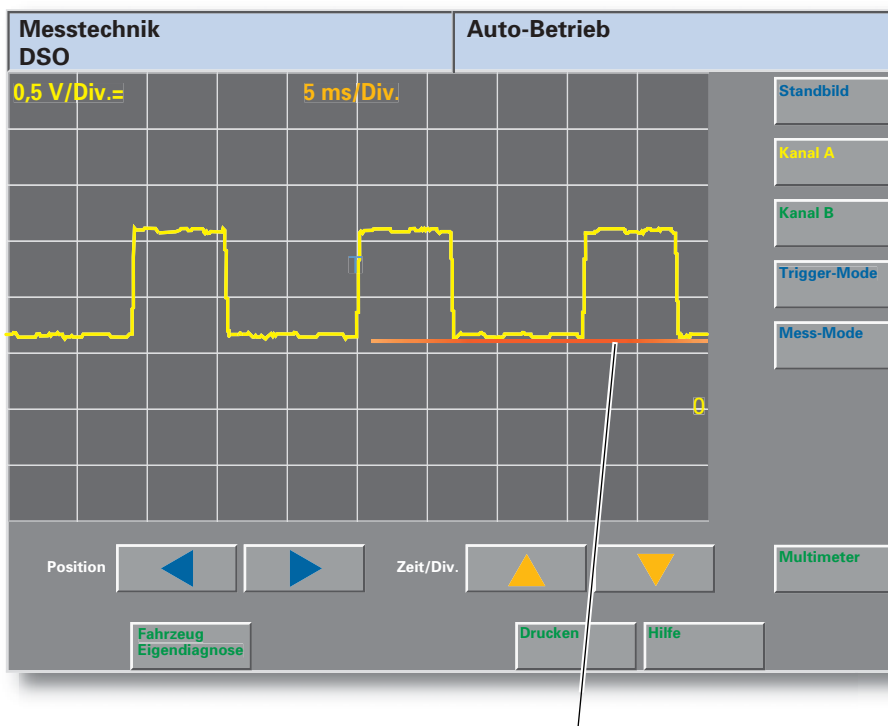 Messtechnik
DSO
Auto-Betrieb
0,5 V/Div.=
5 ms/Div.
Standbild
Kanal A
Kanal B
T
Trigger-Mode
Mess-Mode
0
Position
Zeit/Div.
Multimeter
Fahrzeug
Eigendiagnose
Drucken
Hilfe